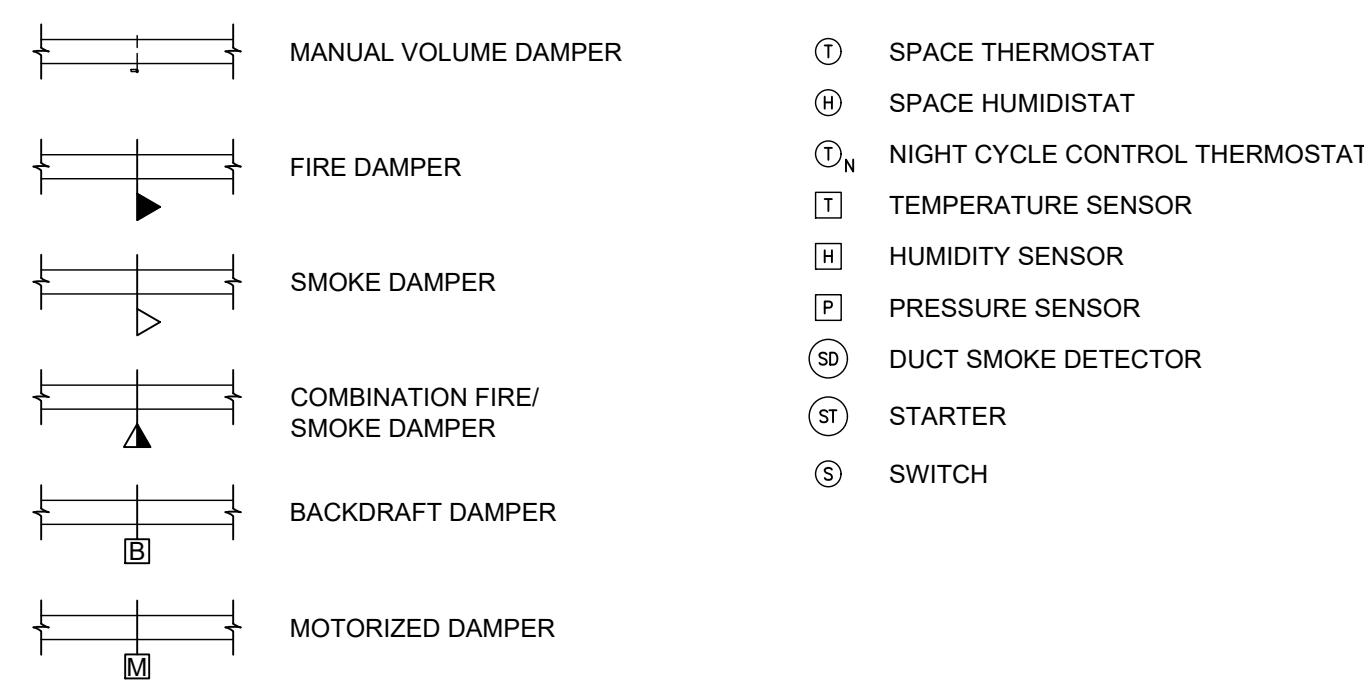 MANUAL VOLUME DAMPER
FIRE DAMPER
SMOKE DAMPER
COMBINATION FIRE/
SMOKE DAMPER
B
BACKDRAFT DAMPER
M
MOTORIZED DAMPER
T SPACE THERMOSTAT
H SPACE HUMIDISTAT
T N NIGHT CYCLE CONTROL THERMOSTAT
T TEMPERATURE SENSOR
H HUMIDITY SENSOR
P PRESSURE SENSOR
SD DUCT SMOKE DETECTOR
ST STARTER
S SWITCH